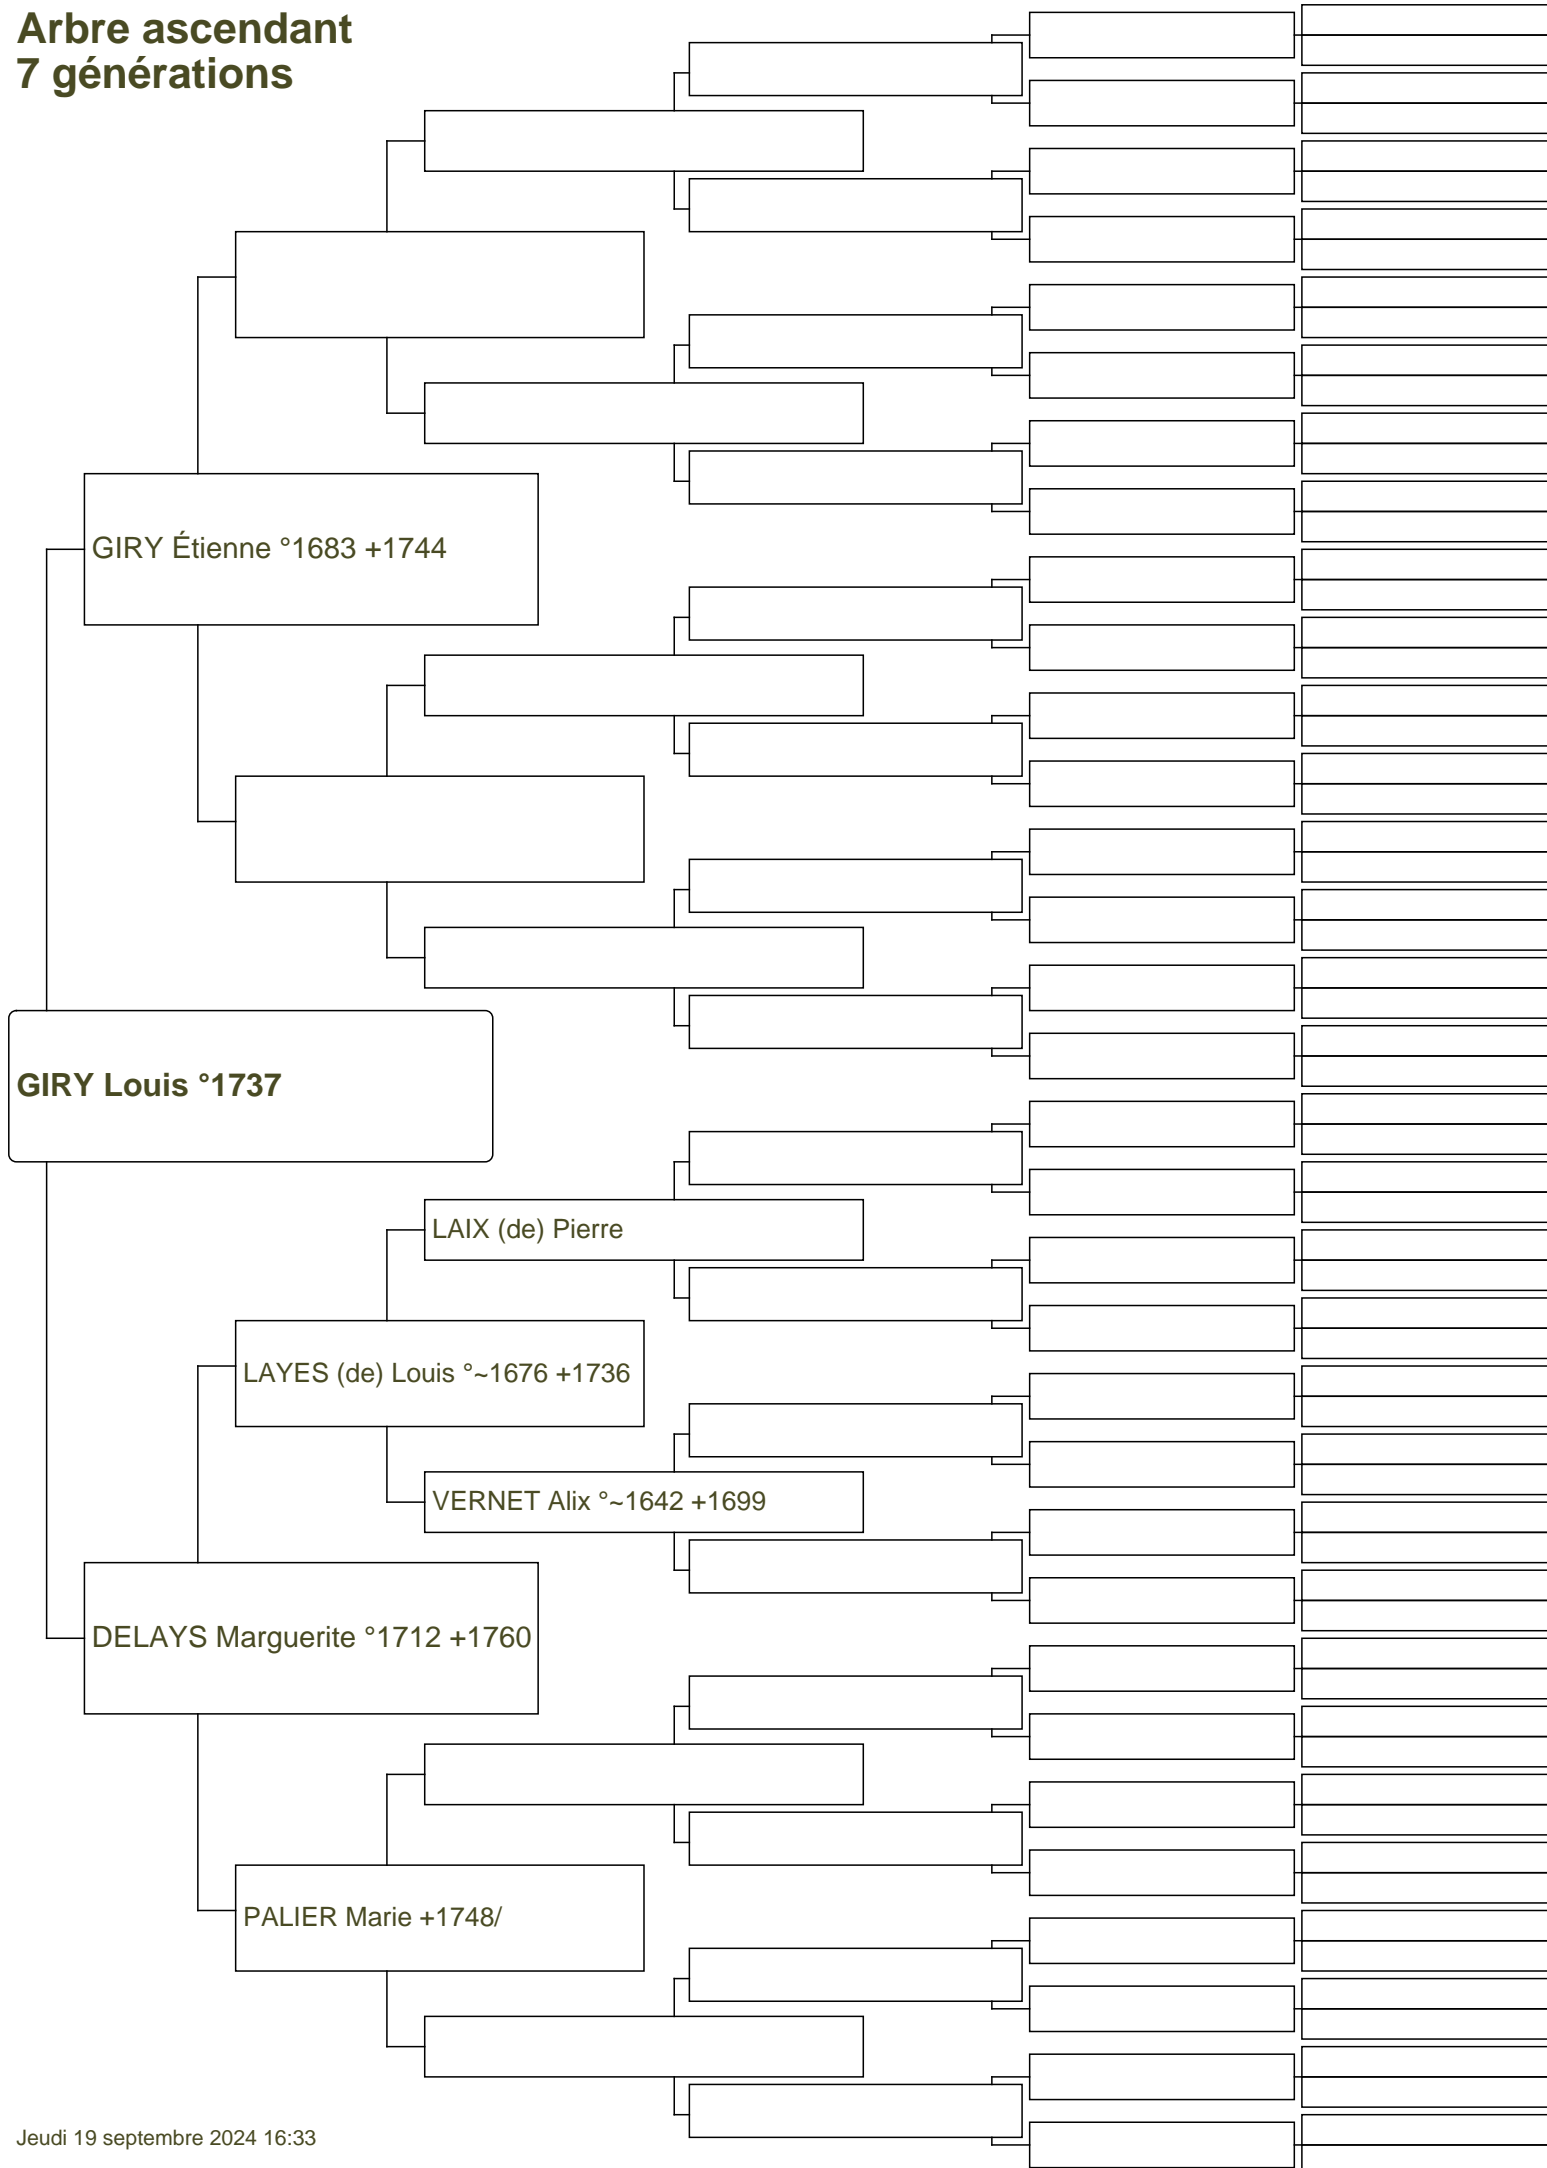 Arbre ascendant
7 générations
GIRY Étienne °1683 +1744
GIRY Louis °1737
LAIX (de) Pierre
LAYES (de) Louis °~1676 +1736
VERNET Alix °~1642 +1699
DELAYS Marguerite °1712 +1760
PALIER Marie +1748/
Jeudi 19 septembre 2024 16:33